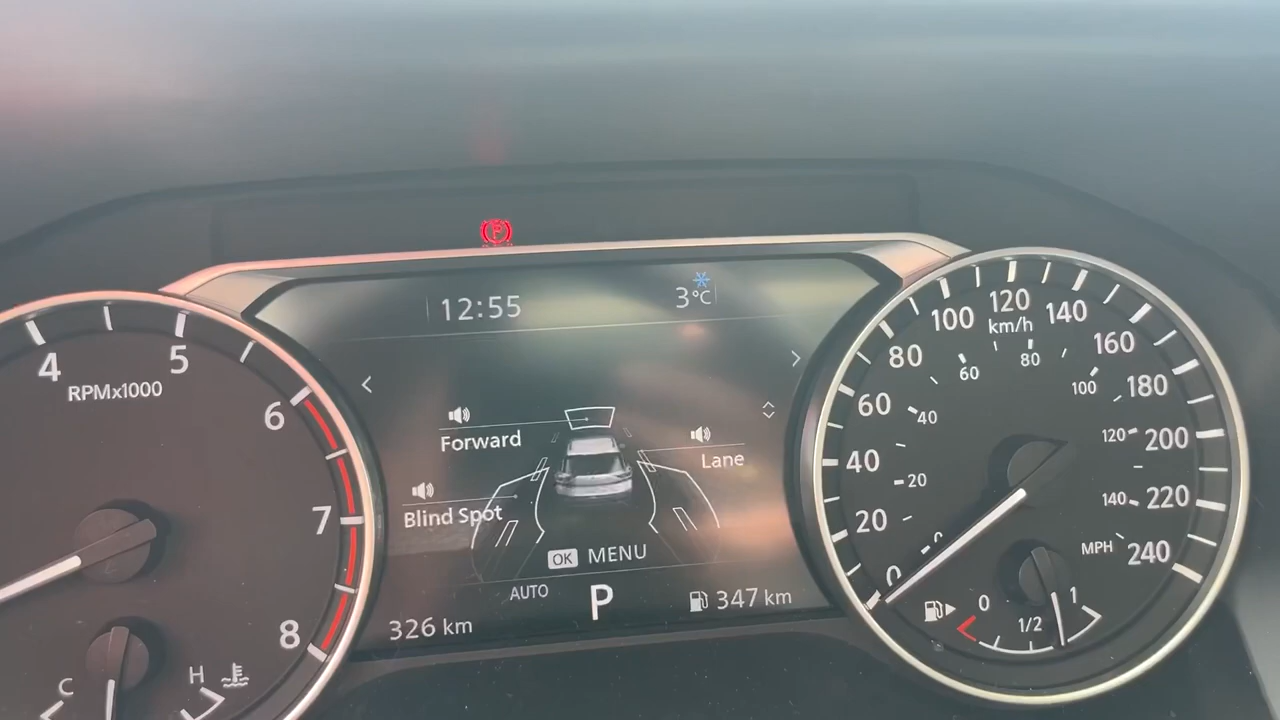 P
12:55
3°C
Forward
Lane
Blind Spot
OK MENU
AUTO
P
347 km
326 km
4
5
6
7
8
RPMx1000
C
H
0
20
40
60
80
100
120
140
160
180
200
220
240
km/h
0
20
40
60
80
100
120
140
MPH
0
1/2
1